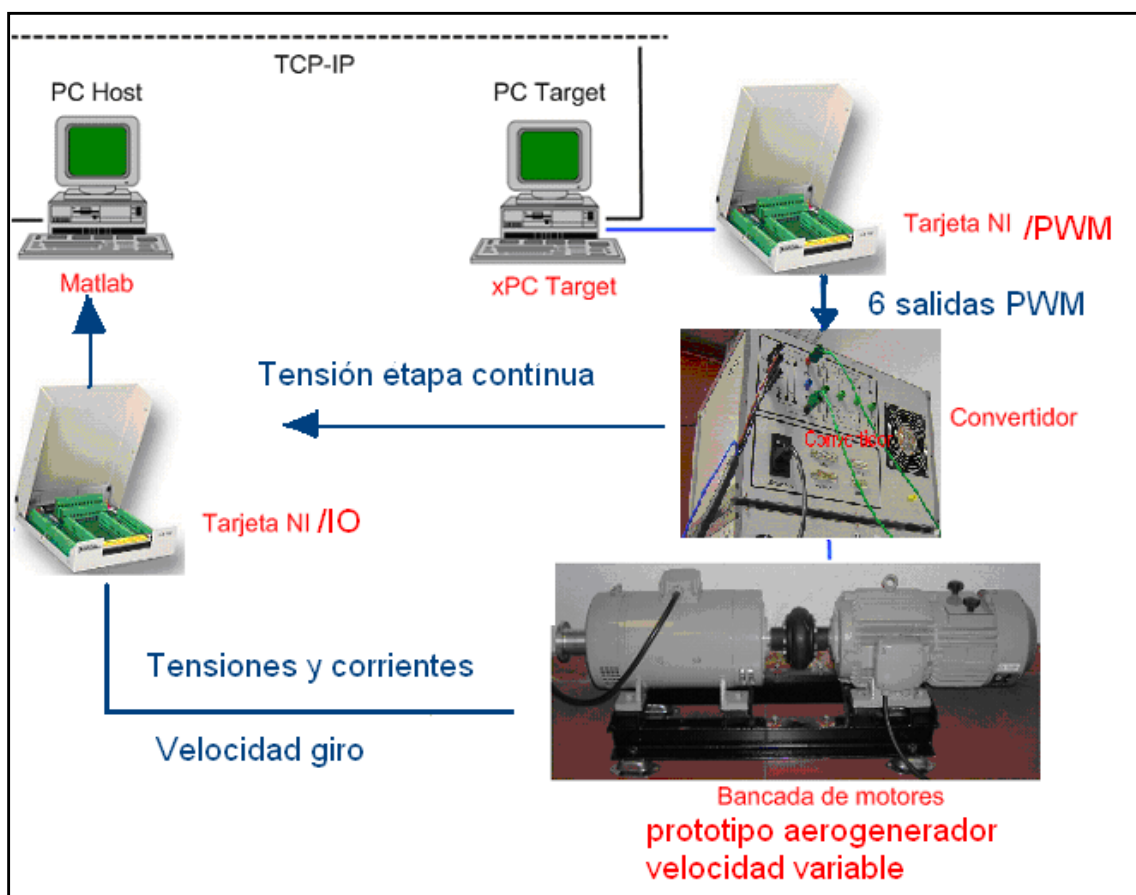 TCP-IP
PC Host
PC Target
Matlab
xPC Target
Tarjeta NI /PWM
6 salidas PWM
Tensión etapa contínua
Convertidor
Convertidor
Tarjeta NI /IO
Tensiones y corrientes
Velocidad giro
Bancada de motores
prototipo aerogenerador
velocidad variable